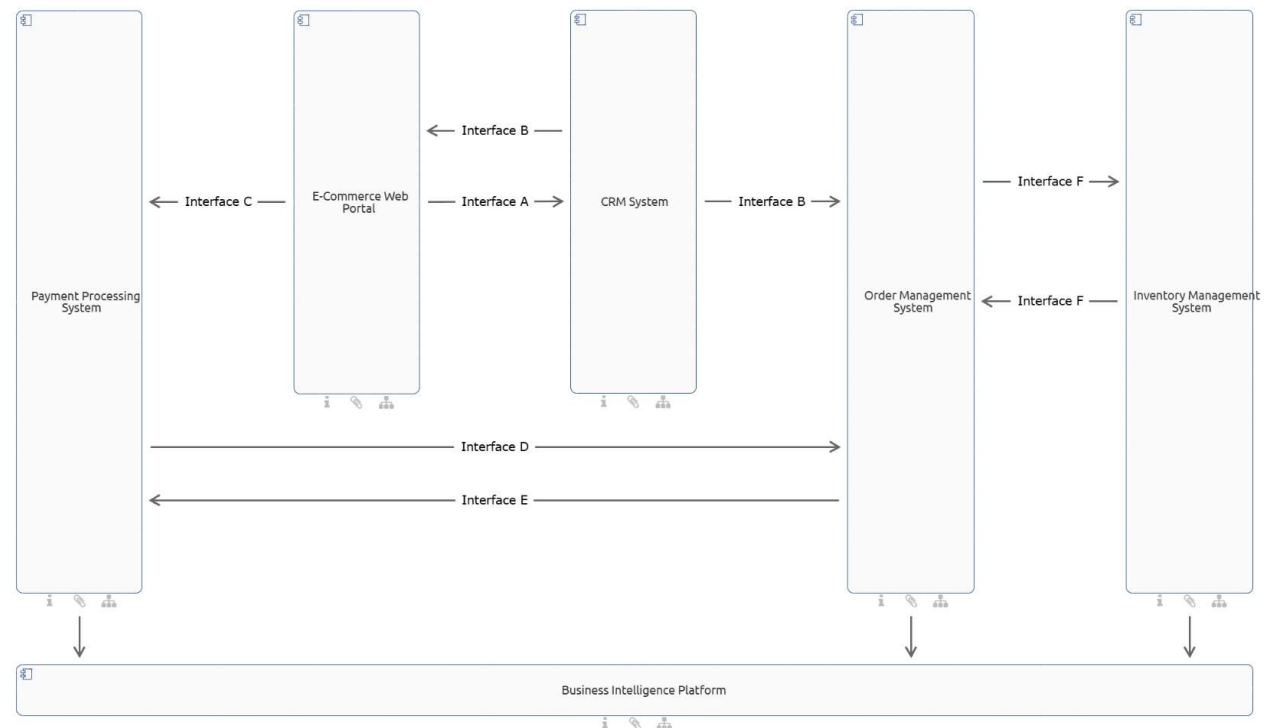 Interface B
Interface F
E-Commerce Web
Portal
Interface C
Interface A
CRM System
Interface B
Payment Processing
System
Order Management
System
Interface F
Inventory Management
System
Interface D
Interface E
Business Intelligence Platform